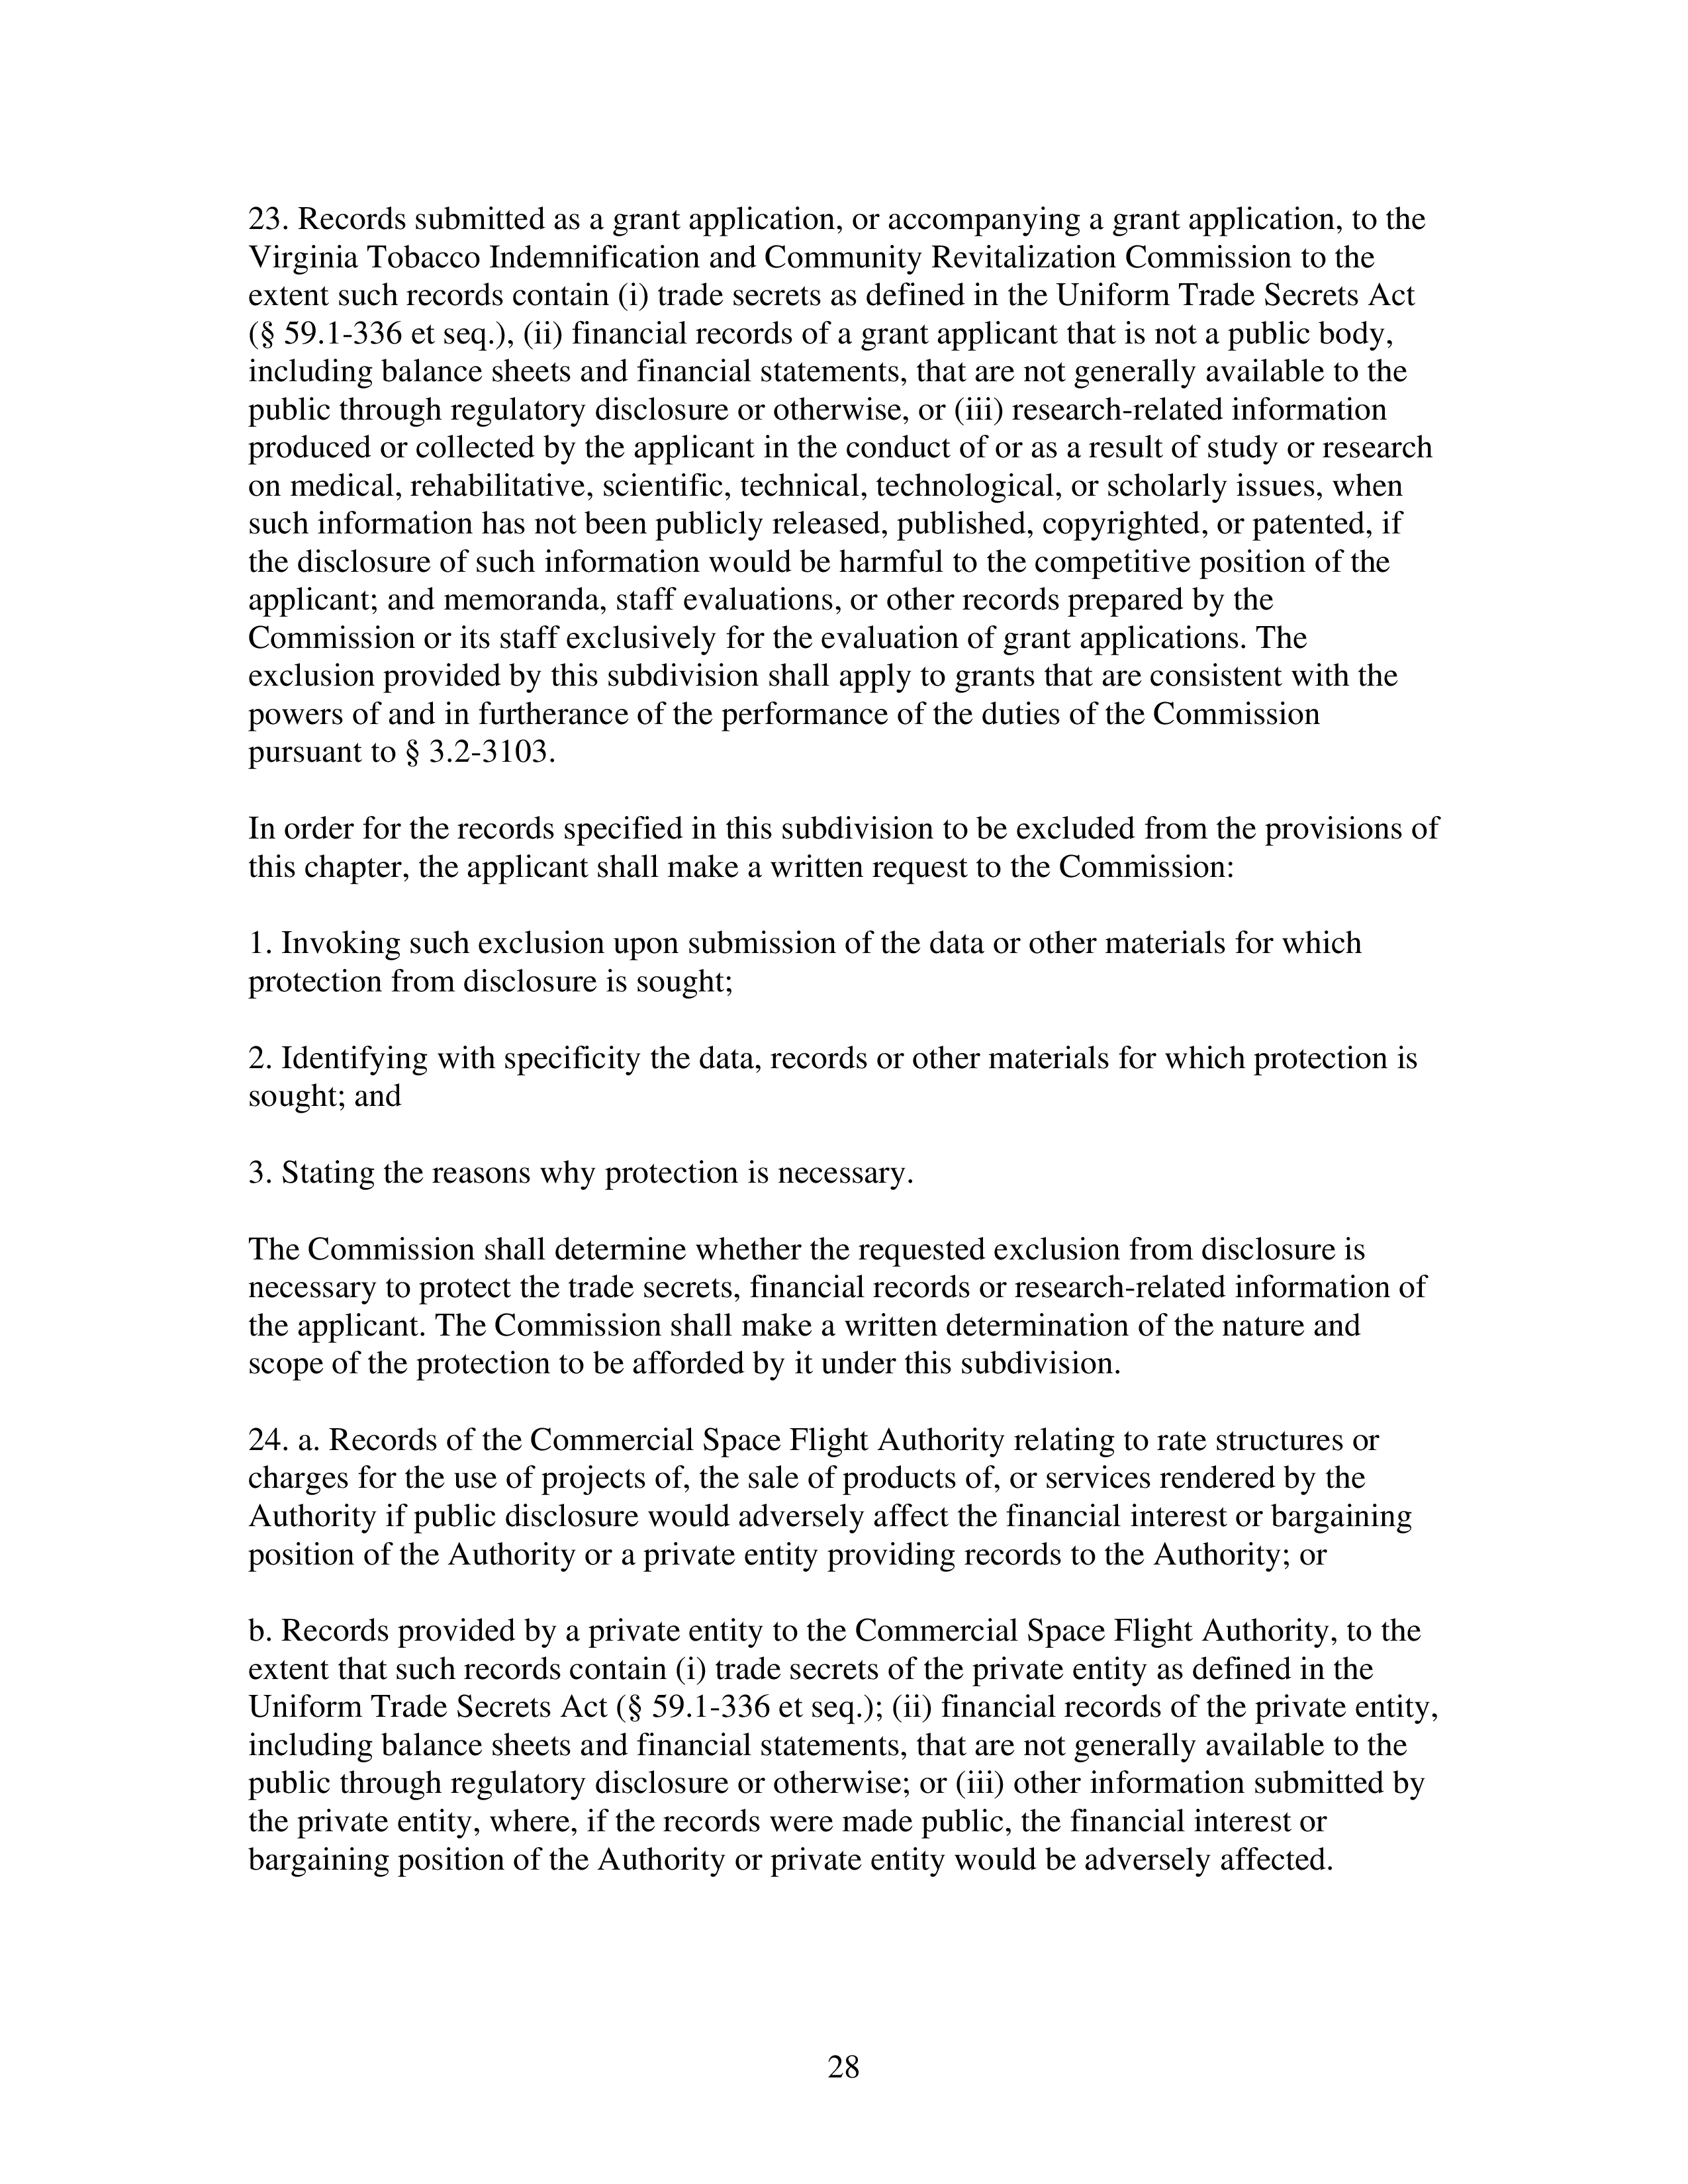 23. Records submitted as a grant application, or accompanying a grant application, to the
Virginia Tobacco Indemnification and Community Revitalization Commission to the
extent such records contain (i) trade secrets as defined in the Uniform Trade Secrets Act
(§ 59.1-336 et seq.), (ii) financial records of a grant applicant that is not a public body,
including balance sheets and financial statements, that are not generally available to the
public through regulatory disclosure or otherwise, or (iii) research-related information
produced or collected by the applicant in the conduct of or as a result of study or research
on medical, rehabilitative, scientific, technical, technological, or scholarly issues, when
such information has not been publicly released, published, copyrighted, or patented, if
the disclosure of such information would be harmful to the competitive position of the
applicant; and memoranda, staff evaluations, or other records prepared by the
Commission or its staff exclusively for the evaluation of grant applications. The
exclusion provided by this subdivision shall apply to grants that are consistent with the
powers of and in furtherance of the performance of the duties of the Commission
pursuant to § 3.2-3103.
In order for the records specified in this subdivision to be excluded from the provisions of
this chapter, the applicant shall make a written request to the Commission:
1. Invoking such exclusion upon submission of the data or other materials for which
protection from disclosure is sought;
2. Identifying with specificity the data, records or other materials for which protection is
sought; and
3. Stating the reasons why protection is necessary.
The Commission shall determine whether the requested exclusion from disclosure is
necessary to protect the trade secrets, financial records or research-related information of
the applicant. The Commission shall make a written determination of the nature and
scope of the protection to be afforded by it under this subdivision.
24. a. Records of the Commercial Space Flight Authority relating to rate structures or
charges for the use of projects of, the sale of products of, or services rendered by the
Authority if public disclosure would adversely affect the financial interest or bargaining
position of the Authority or a private entity providing records to the Authority; or
b. Records provided by a private entity to the Commercial Space Flight Authority, to the
extent that such records contain (i) trade secrets of the private entity as defined in the
Uniform Trade Secrets Act (§ 59.1-336 et seq.); (ii) financial records of the private entity,
including balance sheets and financial statements, that are not generally available to the
public through regulatory disclosure or otherwise; or (iii) other information submitted by
the private entity, where, if the records were made public, the financial interest or
bargaining position of the Authority or private entity would be adversely affected.
28